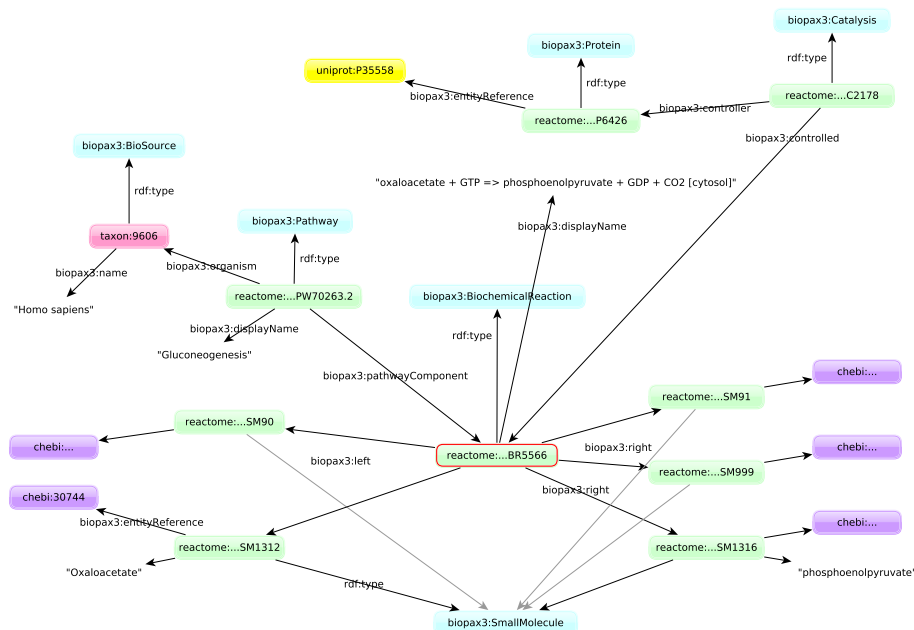 biopax3:Catalysis
biopax3:Protein
rdf:type
uniprot:P35558
rdf:type
biopax3:entityReference
reactome:...C2178
biopax3:controller
reactome:...P6426
biopax3:controlled
biopax3:BioSource
"oxaloacetate + GTP => phosphoenolpyruvate + GDP + CO2 [cytosol]"
rdf:type
biopax3:Pathway
biopax3:displayName
taxon:9606
rdf:type
biopax3:organism
biopax3:name
reactome:...PW70263.2
biopax3:BiochemicalReaction
"Homo sapiens"
biopax3:displayName
rdf:type
"Gluconeogenesis"
biopax3:pathwayComponent
chebi:...
reactome:...SM91
reactome:...SM90
chebi:...
reactome:...BR5566
biopax3:right
chebi:...
biopax3:left
reactome:...SM999
biopax3:right
chebi:30744
biopax3:entityReference
chebi:...
reactome:...SM1312
reactome:...SM1316
"Oxaloacetate"
"phosphoenolpyruvate"
rdf:type
biopax3:SmallMolecule